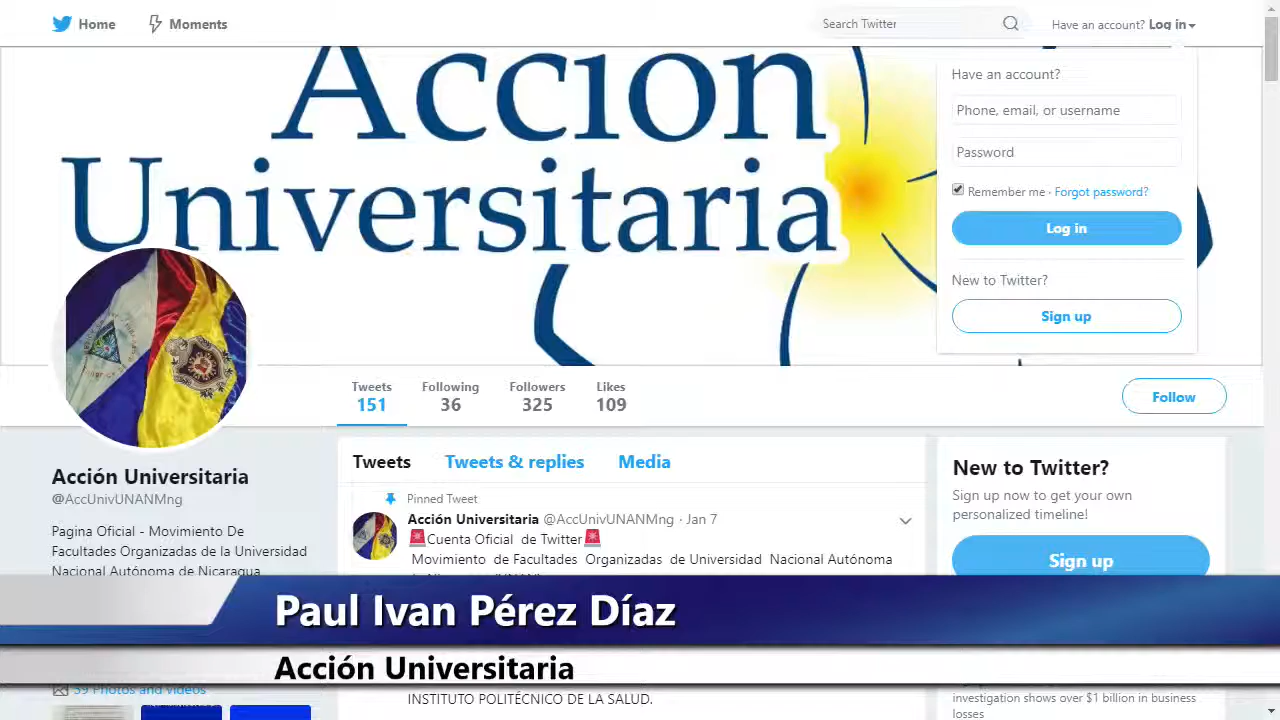 Home
Moments
Search Twitter
Have an account? Log in
Acción
Universitaria
Have an account?
Phone, email, or username
Password
Remember me · Forgot password?
Log in
New to Twitter?
Sign up
Tweets
151
Following
36
Followers
325
Likes
109
Follow
Acción Universitaria
@AccUnivUNANMng
Pagina Oficial - Movimiento De
Facultades Organizadas de la Universidad
Nacional Autónoma de Nicaragua
Tweets
Tweets & replies
Media
Pinned Tweet
Acción Universitaria @AccUnivUNANMng · Jan 7
🚨Cuenta Oficial de Twitter🚨
Movimiento de Facultades Organizadas de Universidad Nacional Autónoma
New to Twitter?
Sign up now to get your own
personalized timeline!
Sign up
Paul Ivan Pérez Díaz
Acción Universitaria
59 Photos and videos
INSTITUTO POLITÉCNICO DE LA SALUD.
investigation shows over $1 billion in business
losses